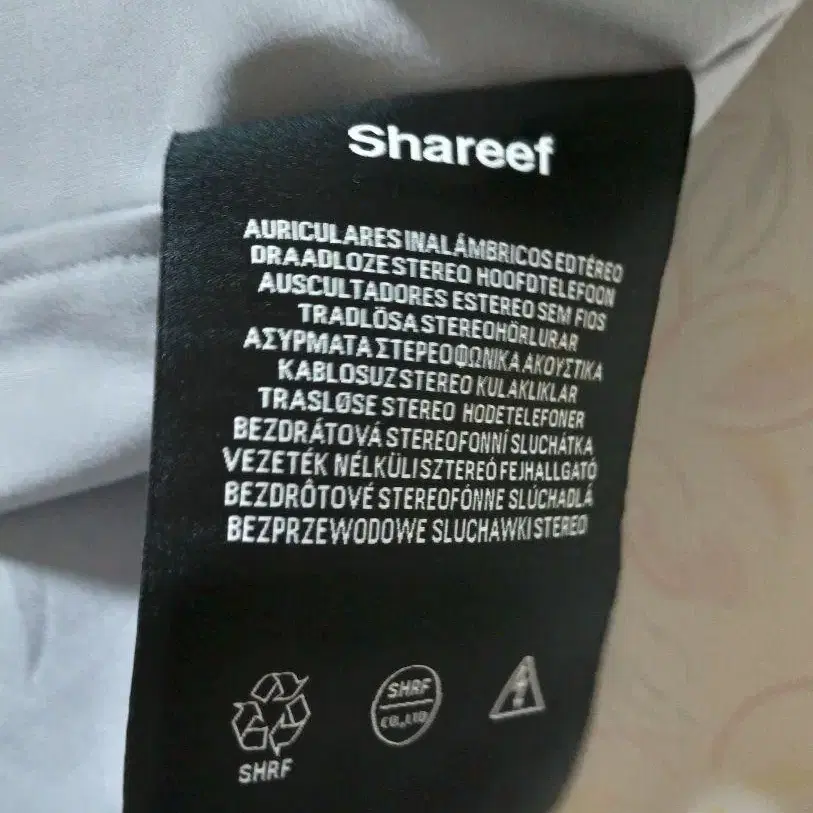 Shareef
AURICULARES INALÁMBRICOS EDTÉREO
DRAADLOZE STEREO HOOFDTELEFOON
AUSCULTADORES ESTEREO SEM FIOS
TRADLÖSA STEREOHÖRLURAR
ΑΣΥΡΜΑΤΑ ΣΤΕΡΕΟΦΩΝΙΚΑ ΑΚΟΥΣΤΙΚΑ
KABLOSUZ STEREO KULAKLIKLAR
TRASLØSE STEREO HODETELEFONER
BEZDRÁTOVÁ STEREOFONNÍ SLUCHÁTKA
VEZETÉK NÉLKÜLI SZTEREÓ FEJHALLGATÓ
BEZDRÔTOVÉ STEREOFÓNNE SLÚCHADLÁ
BEZPRZEWODOWE SLUCHAWKI STEREO
SHRF
CO.,LTD
SHRF